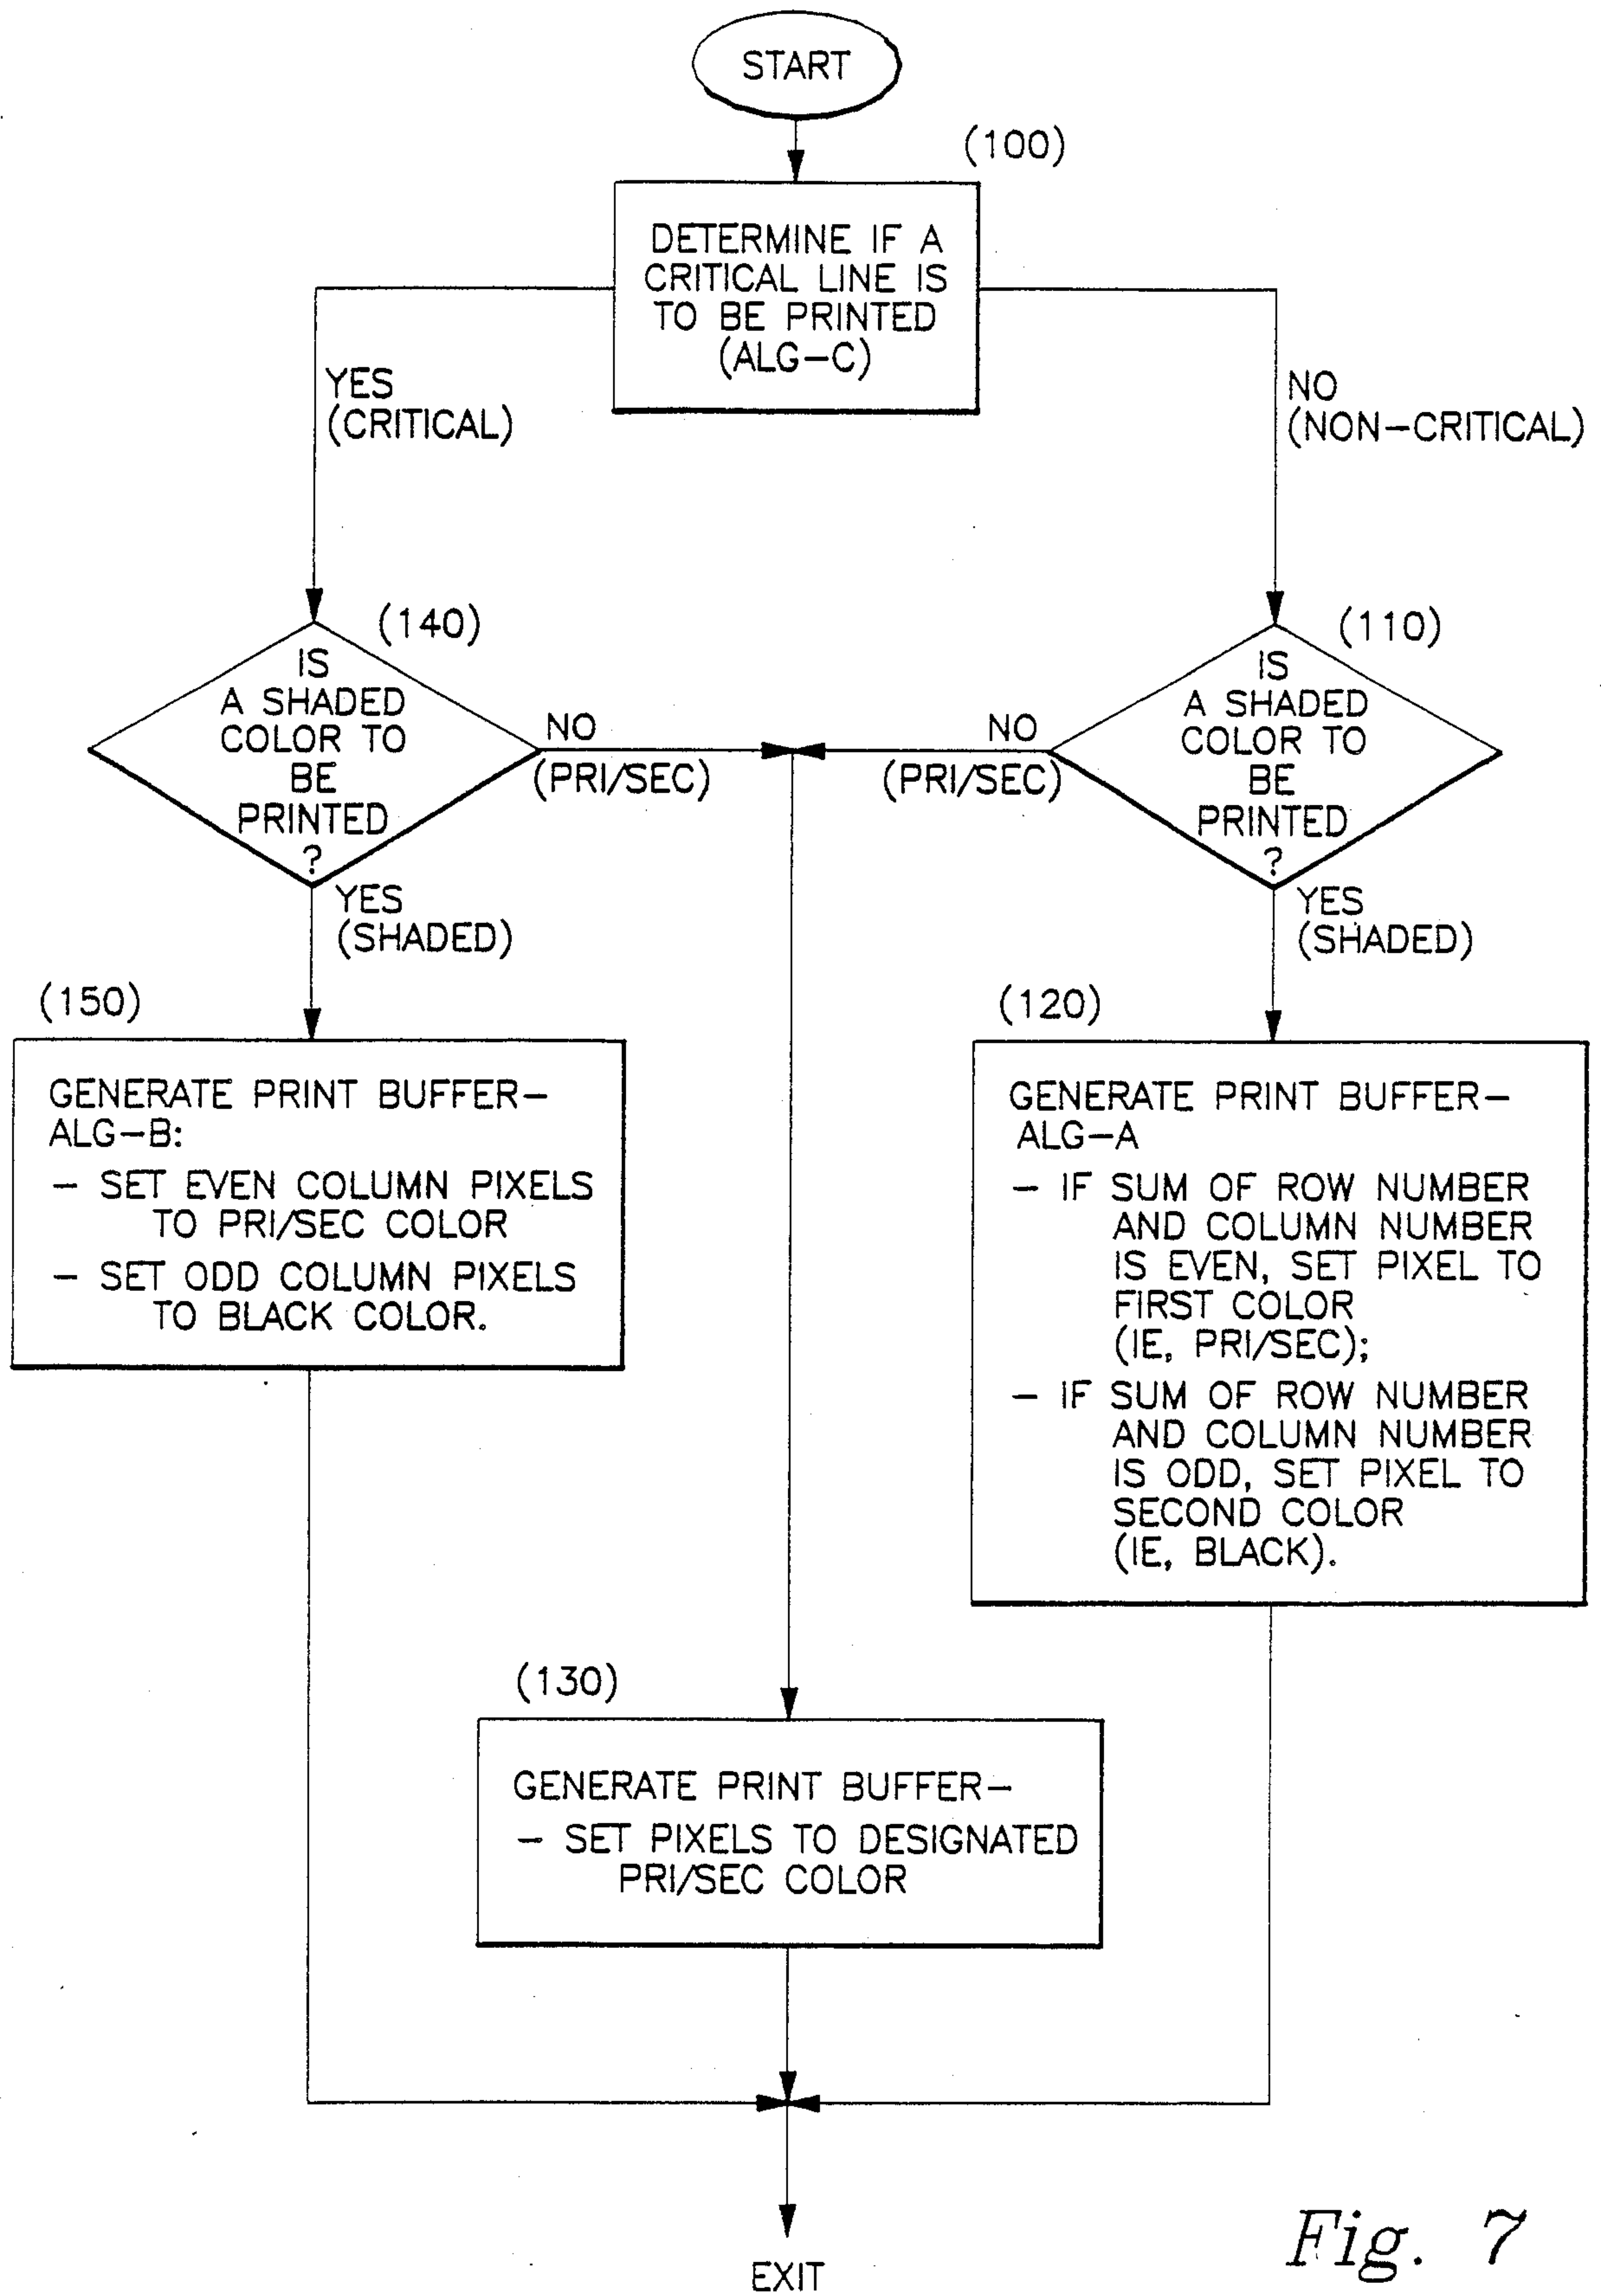 START
(100)
DETERMINE IF A
CRITICAL LINE IS
TO BE PRINTED
(ALG-C)
YES
(CRITICAL)
NO
(NON-CRITICAL)
(140)
IS
A SHADED
COLOR TO
BE
PRINTED
?
NO
(PRI/SEC)
YES
(SHADED)
(110)
IS
A SHADED
COLOR TO
BE
PRINTED
?
NO
(PRI/SEC)
YES
(SHADED)
(150)
GENERATE PRINT BUFFER-
ALG-B:
- SET EVEN COLUMN PIXELS
TO PRI/SEC COLOR
- SET ODD COLUMN PIXELS
TO BLACK COLOR.
(120)
GENERATE PRINT BUFFER-
ALG-A
- IF SUM OF ROW NUMBER
AND COLUMN NUMBER
IS EVEN, SET PIXEL TO
FIRST COLOR
(IE, PRI/SEC);
- IF SUM OF ROW NUMBER
AND COLUMN NUMBER
IS ODD, SET PIXEL TO
SECOND COLOR
(IE, BLACK).
(130)
GENERATE PRINT BUFFER-
- SET PIXELS TO DESIGNATED
PRI/SEC COLOR
EXIT
Fig. 7